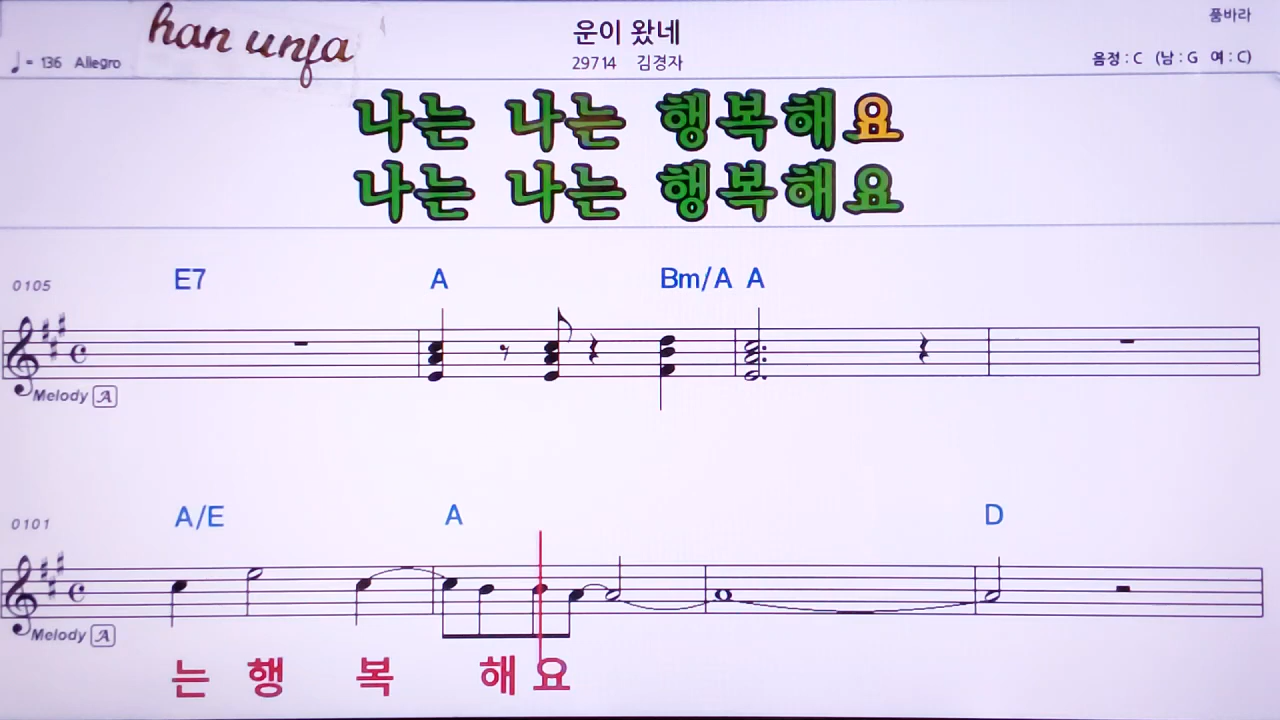 han unja
운이 왔네
품바라
♩= 136 Allegro
29714 김경자
음정 : C (남 : G 여 : C)
나는 나는 행복해요
나는 나는 행복해요
0105 E7 A Bm/A A
Melody A
0101 A/E A D
Melody A
는 행 복 해 요